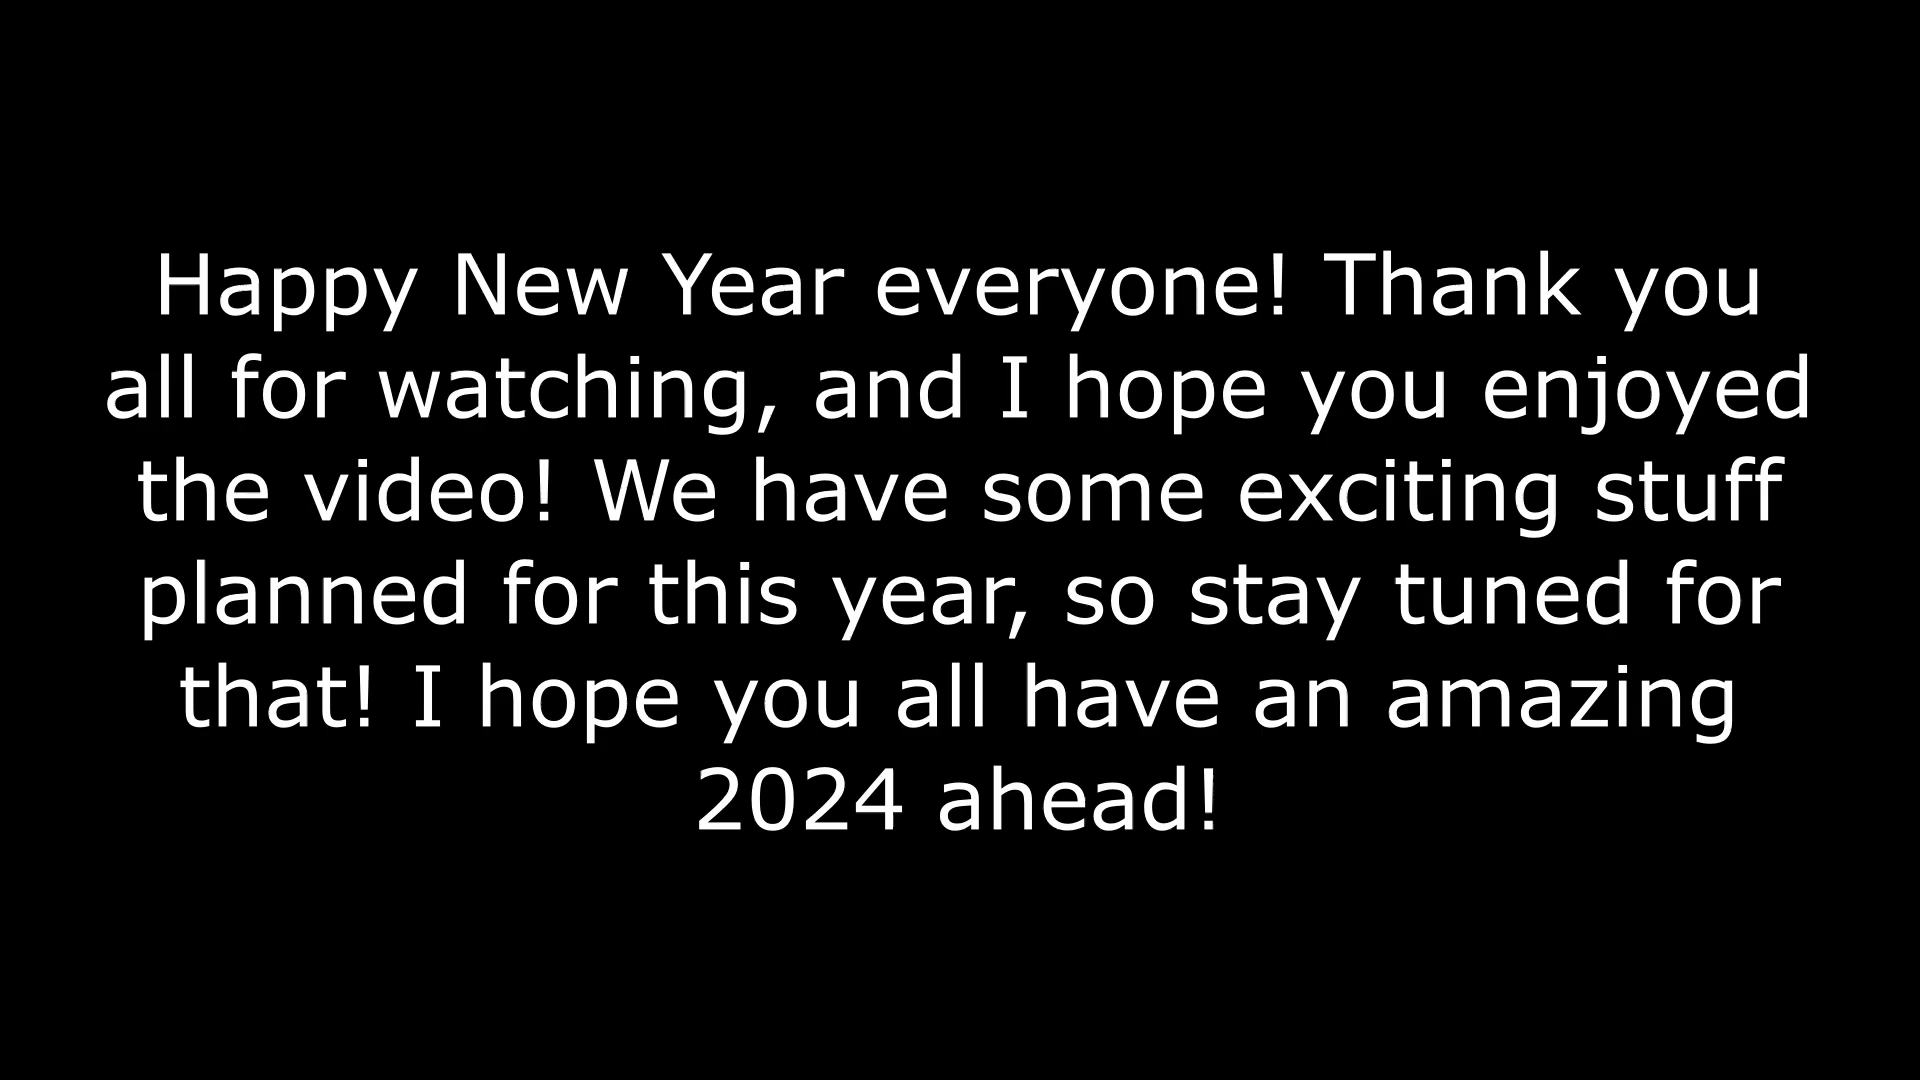 Happy New Year everyone! Thank you
all for watching, and I hope you enjoyed
the video! We have some exciting stuff
planned for this year, so stay tuned for
that! I hope you all have an amazing
2024 ahead!